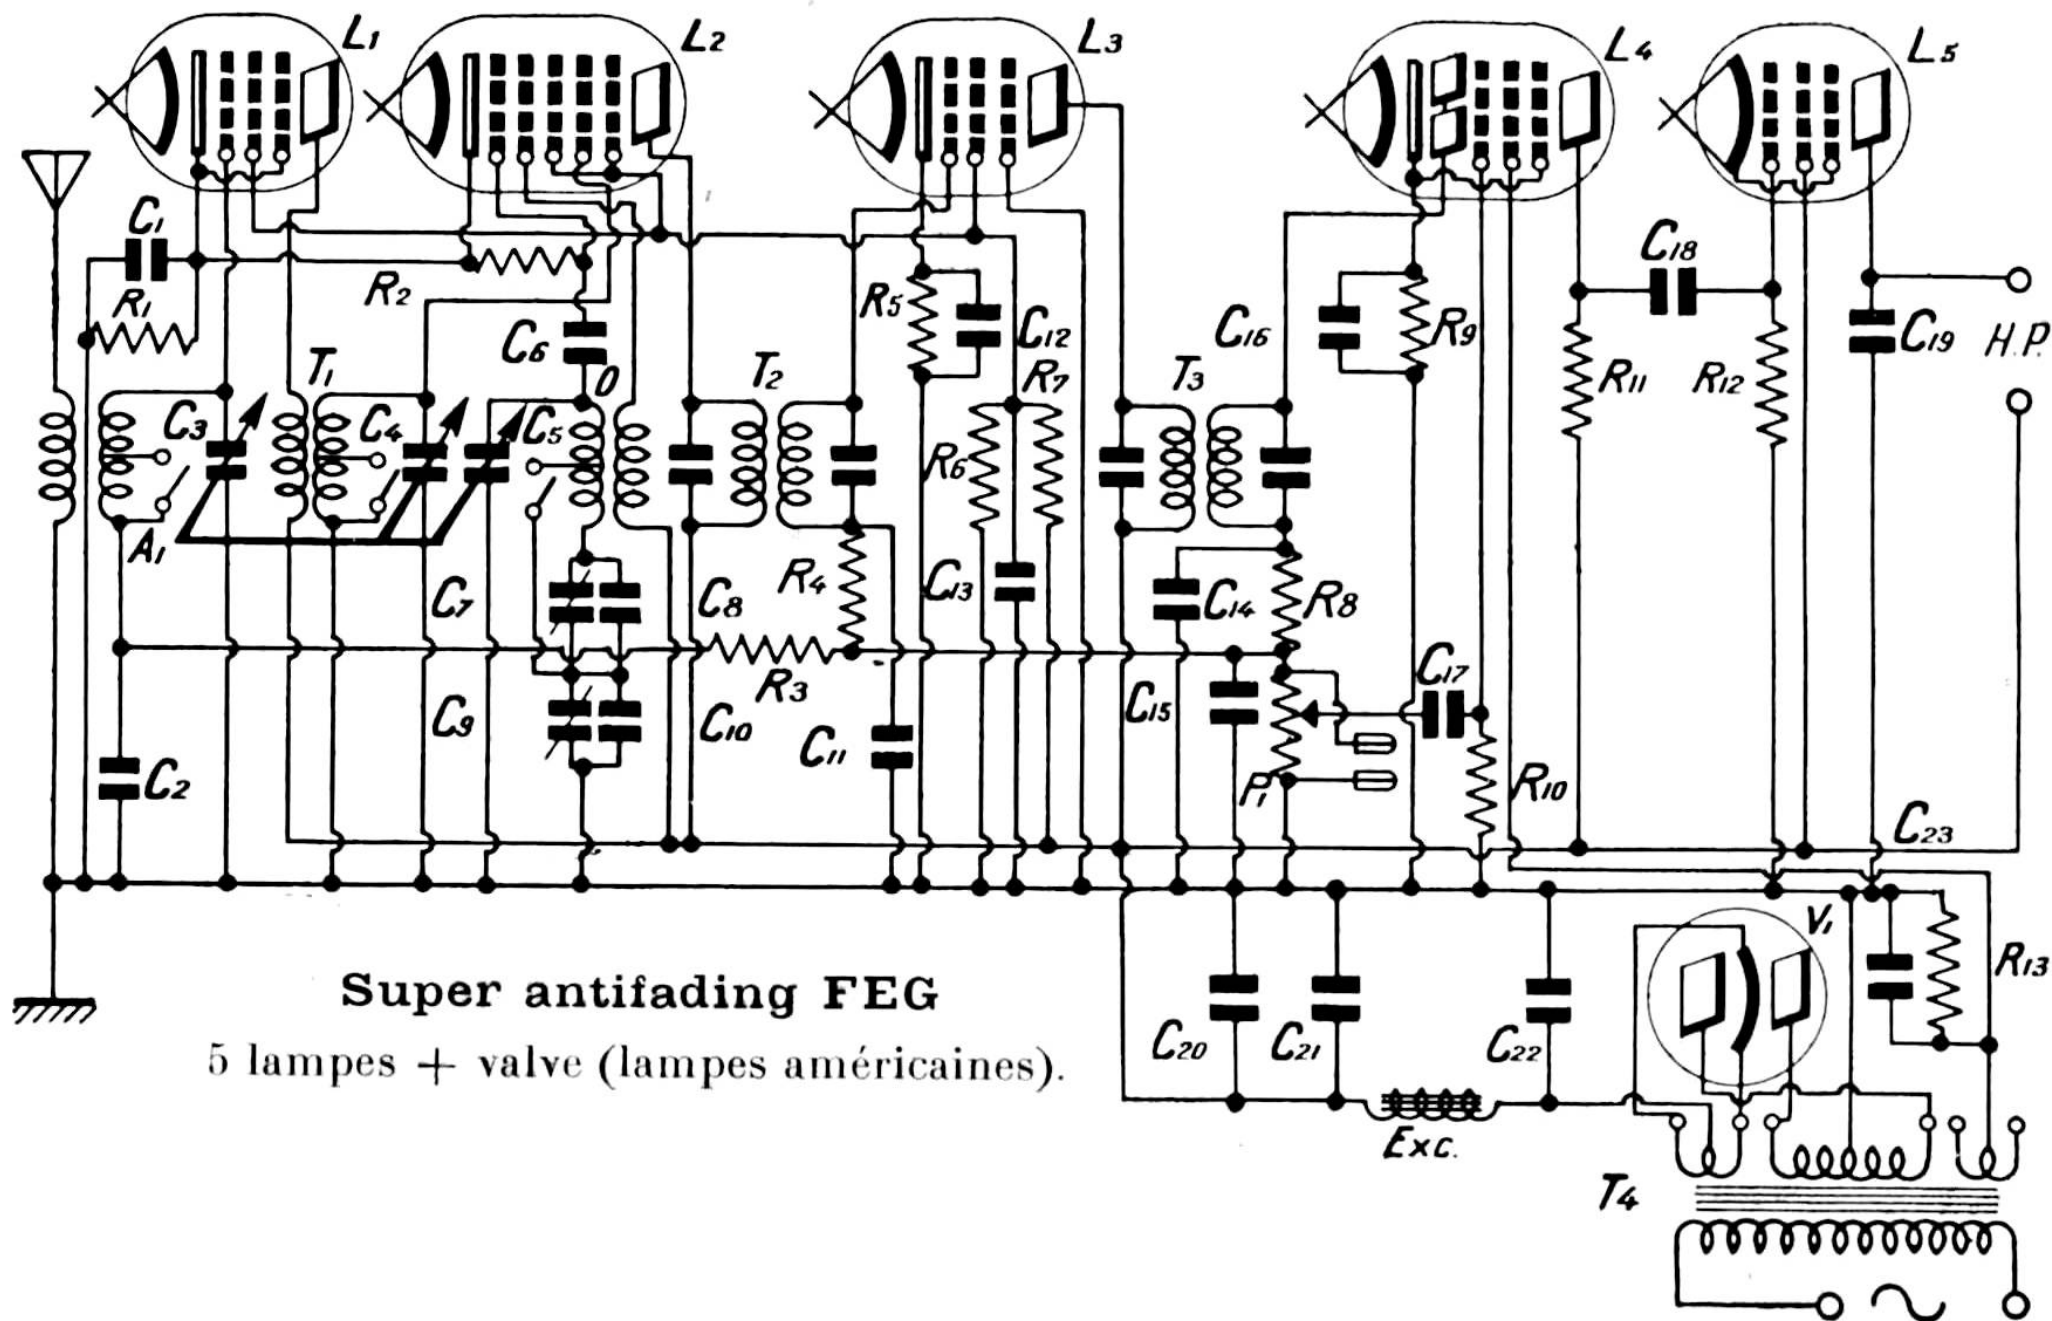 L1
L2
L3
L4
L5
C1
R1
R2
C6
R5
C12
C16
R9
C18
C19
H.P.
C3
T1
C4
C5
O
T2
R7
T3
R11
R12
A1
R6
C7
C8
R4
C13
C14
R8
C9
C10
R3
C11
C15
C17
C2
P1
R10
C23
V1
R13
Super antifading FEG
5 lampes + valve (lampes américaines).
C20
C21
C22
Exc.
T4